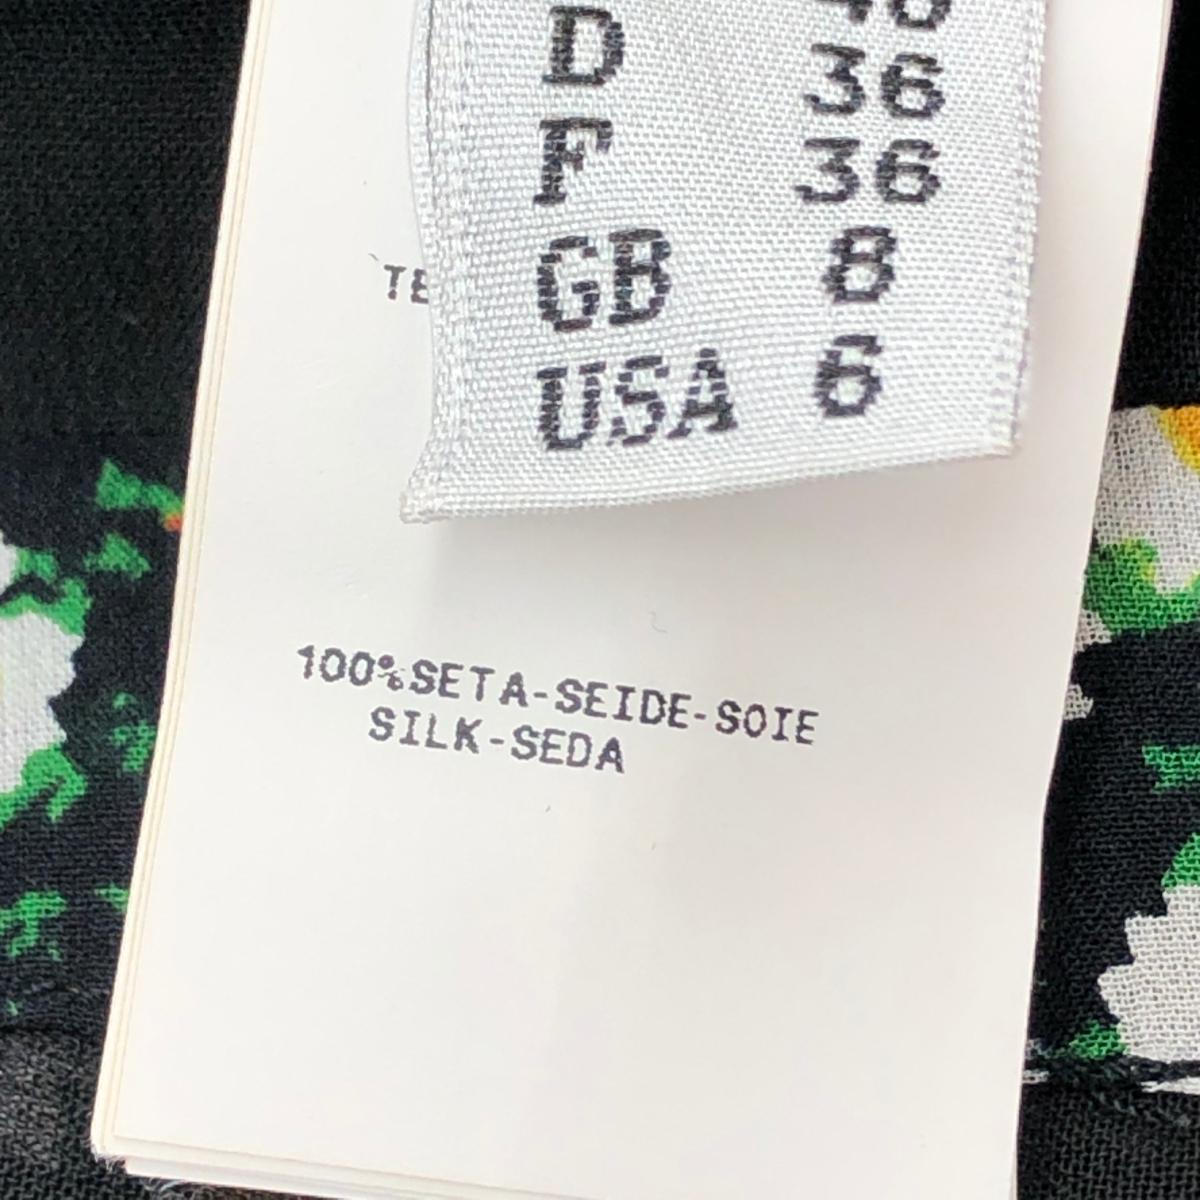 D 36
F 36
GB 8
USA 6
100%SETA-SEIDE-SOIE
SILK-SEDA